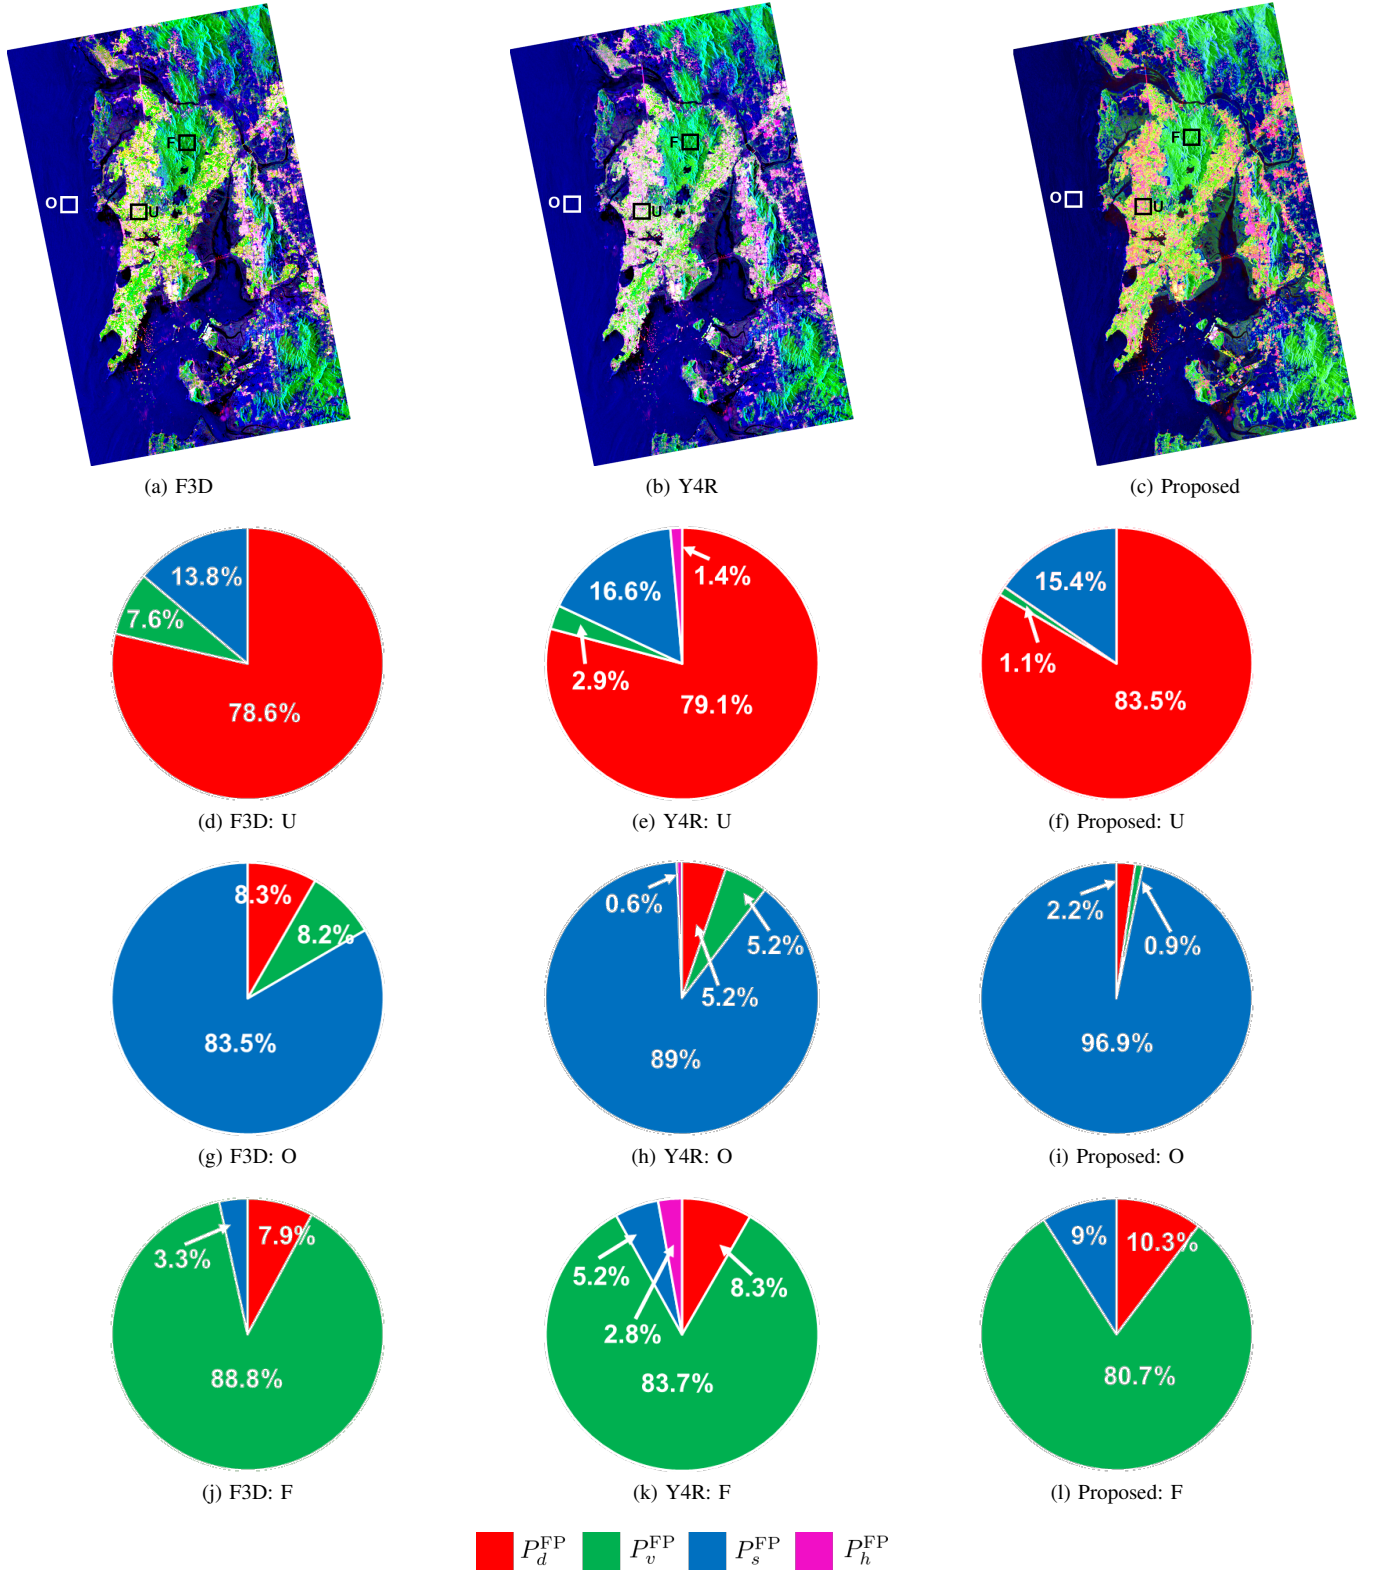 F
O
U
F
O
U
F
O
U
(a) F3D
(b) Y4R
(c) Proposed
13.8%
7.6%
78.6%
16.6%
1.4%
2.9%
79.1%
15.4%
1.1%
83.5%
(d) F3D: U
(e) Y4R: U
(f) Proposed: U
8.3%
8.2%
83.5%
0.6%
5.2%
5.2%
89%
2.2%
0.9%
96.9%
(g) F3D: O
(h) Y4R: O
(i) Proposed: O
7.9%
3.3%
88.8%
5.2%
8.3%
2.8%
83.7%
9%
10.3%
80.7%
(j) F3D: F
(k) Y4R: F
(l) Proposed: F
P_d^FP P_v^FP P_s^FP P_h^FP